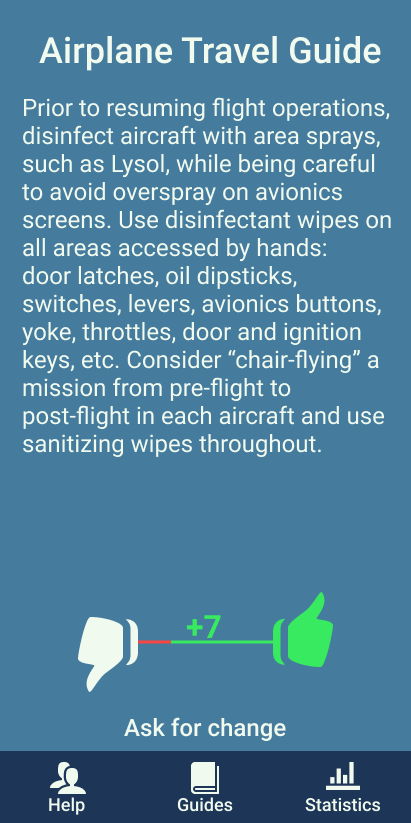 Airplane Travel Guide
Prior to resuming flight operations,
disinfect aircraft with area sprays,
such as Lysol, while being careful
to avoid overspray on avionics
screens. Use disinfectant wipes on
all areas accessed by hands:
door latches, oil dipsticks,
switches, levers, avionics buttons,
yoke, throttles, door and ignition
keys, etc. Consider “chair-flying” a
mission from pre-flight to
post-flight in each aircraft and use
sanitizing wipes throughout.
+7
Ask for change
Help
Guides
Statistics